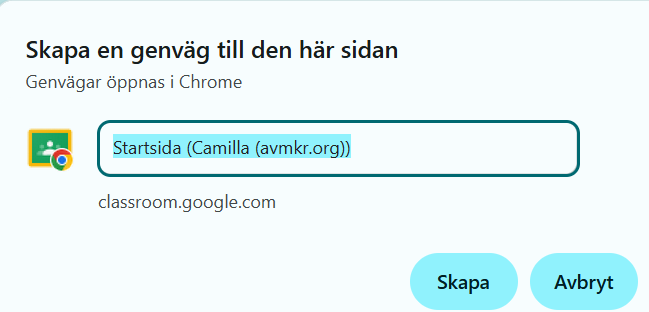 Skapa en genväg till den här sidan
Genvägar öppnas i Chrome
Startsida (Camilla (avmkr.org))
classroom.google.com
Skapa Avbryt